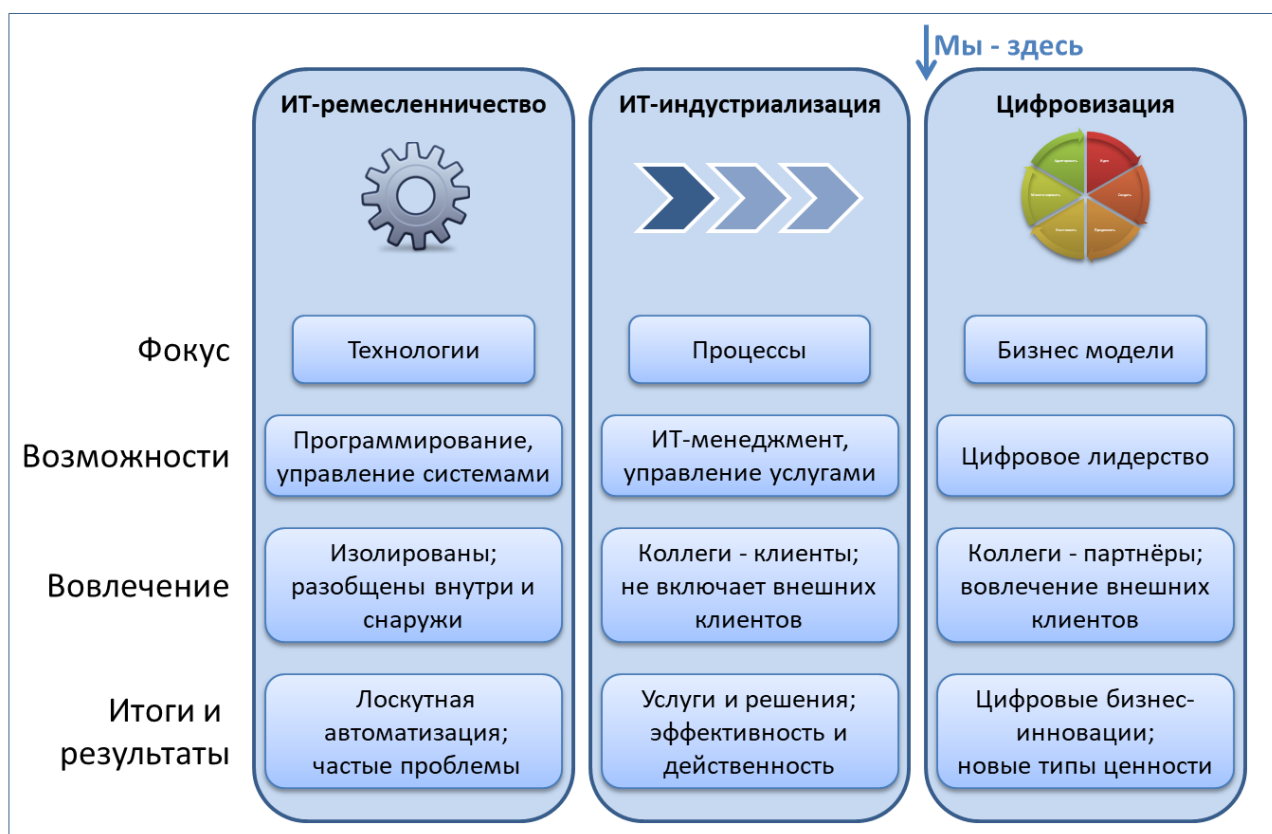 Мы - здесь
ИТ-ремесленничество
ИТ-индустриализация
Цифровизация
Фокус
Технологии
Процессы
Бизнес модели
Возможности
Программирование,
управление системами
ИТ-менеджмент,
управление услугами
Цифровое лидерство
Вовлечение
Изолированы;
разобщены внутри и
снаружи
Коллеги - клиенты;
не включает внешних
клиентов
Коллеги - партнёры;
вовлечение внешних
клиентов
Итоги и
результаты
Лоскутная
автоматизация;
частые проблемы
Услуги и решения;
эффективность и
действенность
Цифровые бизнес-
инновации;
новые типы ценности